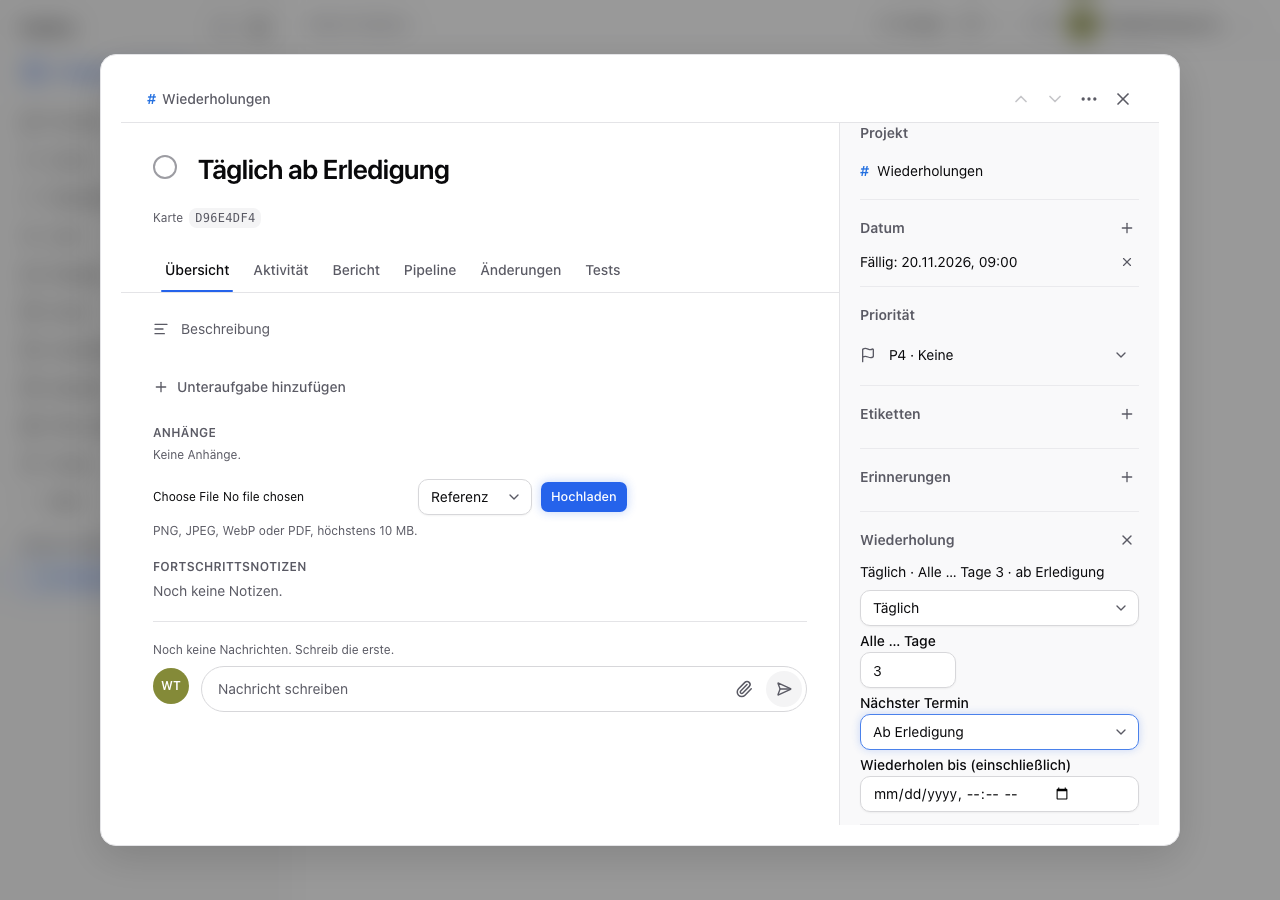 # Wiederholungen
Täglich ab Erledigung
Karte D96E4DF4
Übersicht Aktivität Bericht Pipeline Änderungen Tests
Beschreibung
Unteraufgabe hinzufügen
ANHÄNGE
Keine Anhänge.
Choose File No file chosen Referenz Hochladen
PNG, JPEG, WebP oder PDF, höchstens 10 MB.
FORTSCHRITTSNOTIZEN
Noch keine Notizen.
Noch keine Nachrichten. Schreib die erste.
WT Nachricht schreiben
Projekt
# Wiederholungen
Datum
Fällig: 20.11.2026, 09:00
Priorität
P4 · Keine
Etiketten
Erinnerungen
Wiederholung
Täglich · Alle … Tage 3 · ab Erledigung
Täglich
Alle … Tage
3
Nächster Termin
Ab Erledigung
Wiederholen bis (einschließlich)
mm/dd/yyyy, --:-- --